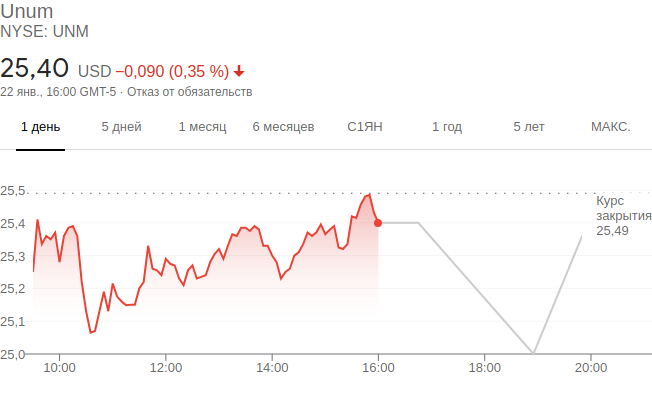 Unum
NYSE: UNM
25,40 USD −0,090 (0,35 %)
22 янв., 16:00 GMT-5 · Отказ от обязательств
1 день 5 дней 1 месяц 6 месяцев С1ЯН 1 год 5 лет МАКС.
25,5
Курс
закрытия
25,49
25,4
25,3
25,2
25,1
25,0
10:00 12:00 14:00 16:00 18:00 20:00